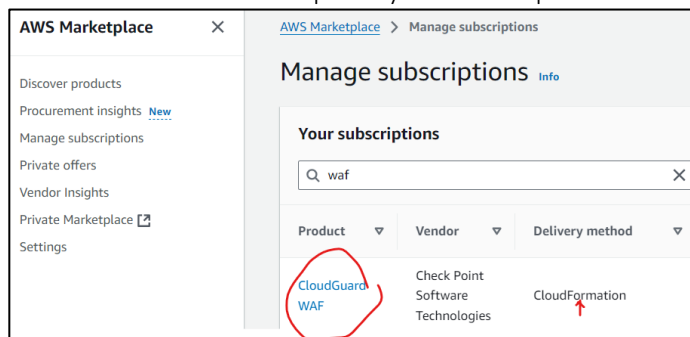 AWS Marketplace
Discover products
Procurement insights New
Manage subscriptions
Private offers
Vendor Insights
Private Marketplace
Settings
AWS Marketplace > Manage subscriptions
Manage subscriptions Info
Your subscriptions
waf
Product Vendor Delivery method
CloudGuard WAF
Check Point Software Technologies
CloudFormation